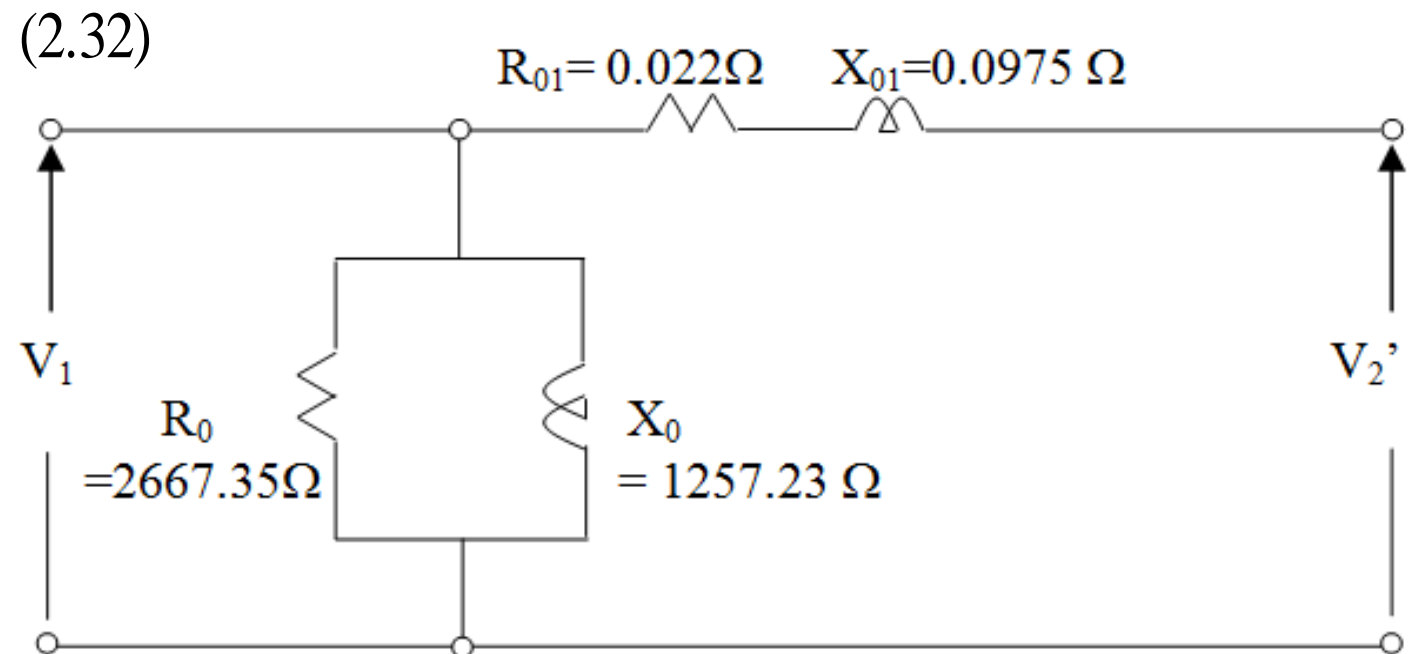 (2.32)
R₀₁= 0.022Ω X₀₁=0.0975 Ω
V₁
V₂’
R₀
=2667.35Ω
X₀
= 1257.23 Ω